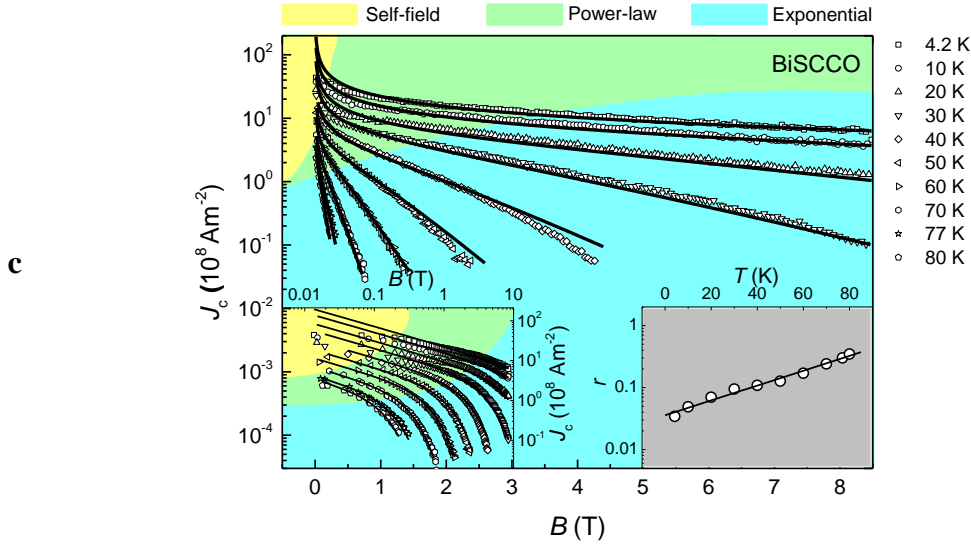 Self-field Power-law Exponential
BiSCCO
4.2 K
10 K
20 K
30 K
40 K
50 K
60 K
70 K
77 K
80 K
c
J_c (10^8 Am^-2)
10^2
10^1
10^0
10^-1
10^-2
10^-3
10^-4
B (T)
0.01 0.1 1 10
J_c (10^8 Am^-2)
10^2
10^1
10^0
10^-1
T (K)
0 20 40 60 80
r
1
0.1
0.01
0 1 2 3 4 5 6 7 8
B (T)